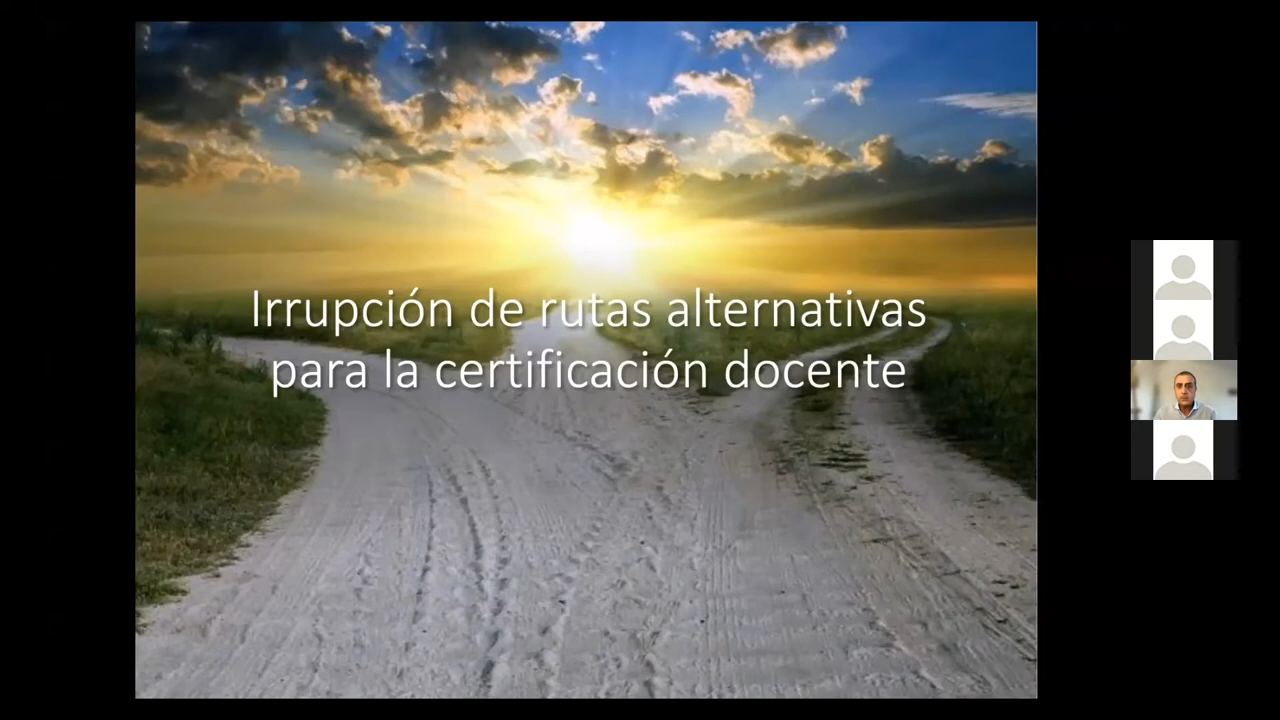 Irrupción de rutas alternativas
para la certificación docente